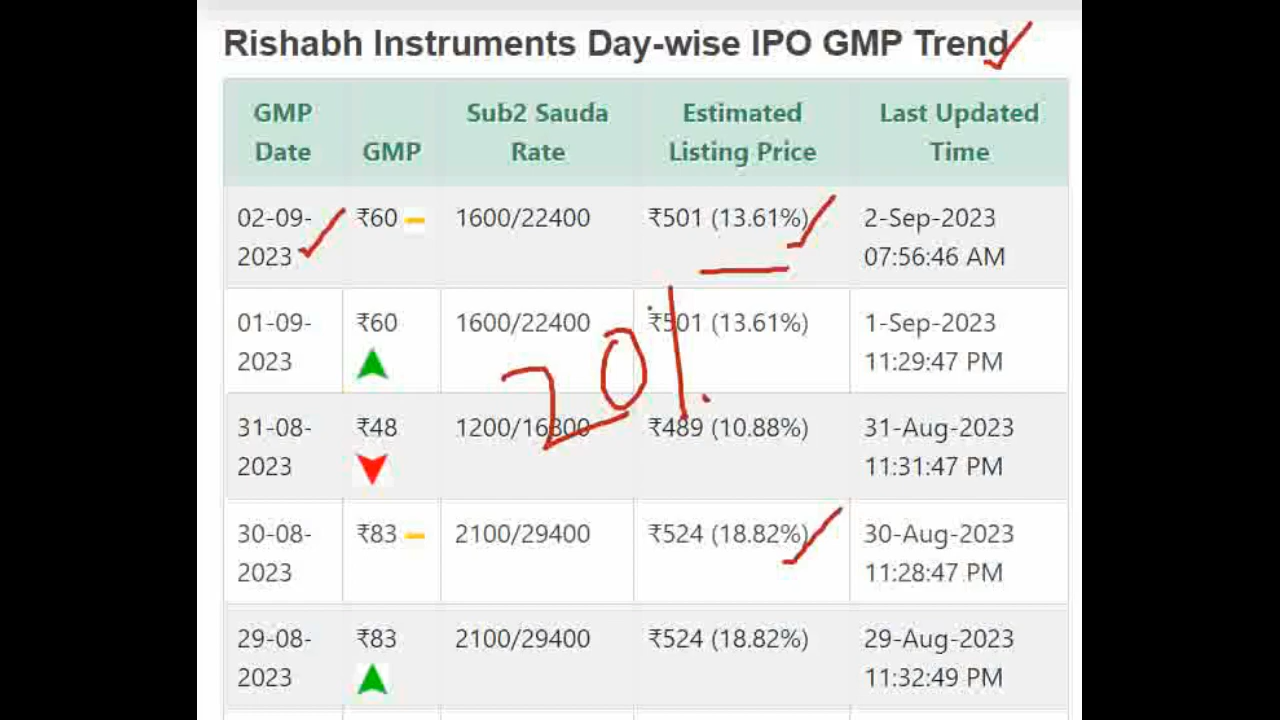 Rishabh Instruments Day-wise IPO GMP Trend
GMP Date GMP Sub2 Sauda Rate Estimated Listing Price Last Updated Time
02-09-2023 ₹60 1600/22400 ₹501 (13.61%) 2-Sep-2023 07:56:46 AM
01-09-2023 ₹60 1600/22400 ₹501 (13.61%) 1-Sep-2023 11:29:47 PM
20%
31-08-2023 ₹48 1200/16800 ₹489 (10.88%) 31-Aug-2023 11:31:47 PM
30-08-2023 ₹83 2100/29400 ₹524 (18.82%) 30-Aug-2023 11:28:47 PM
29-08-2023 ₹83 2100/29400 ₹524 (18.82%) 29-Aug-2023 11:32:49 PM